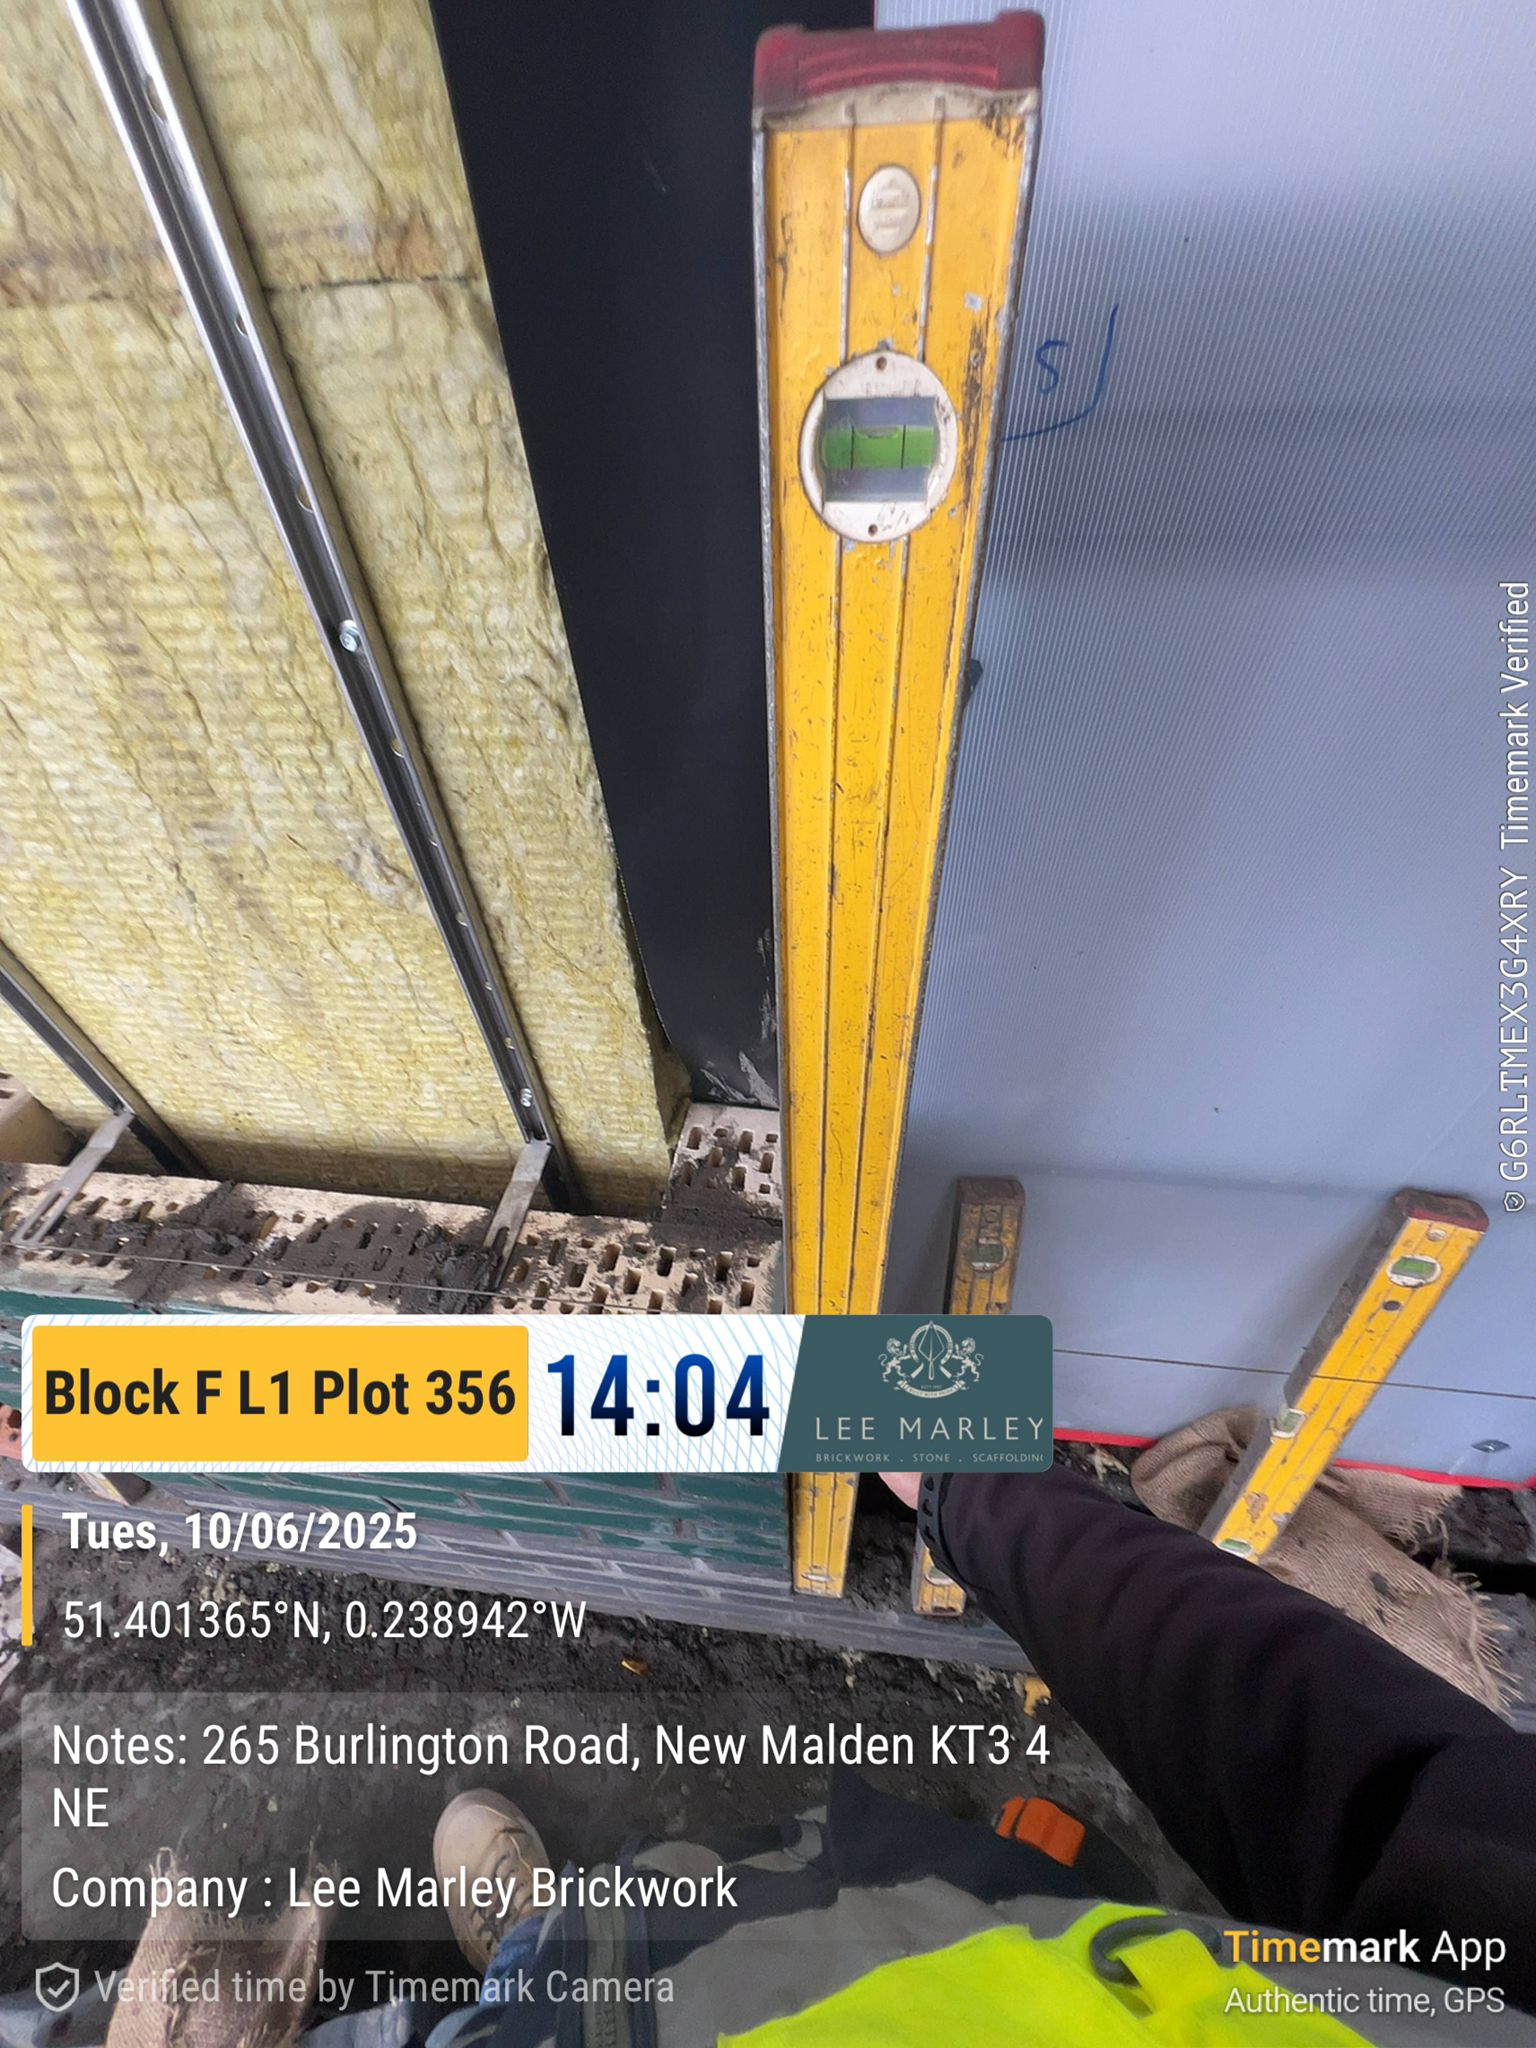 S
Block F L1 Plot 356
14:04
LEE MARLEY
BRICKWORK . STONE . SCAFFOLDING
Tues, 10/06/2025
51.401365°N, 0.238942°W
Notes: 265 Burlington Road, New Malden KT3 4
NE
Company : Lee Marley Brickwork
Verified time by Timemark Camera
Timemark App
Authentic time, GPS
G6RLTMEX3G4XRY Timemark Verified